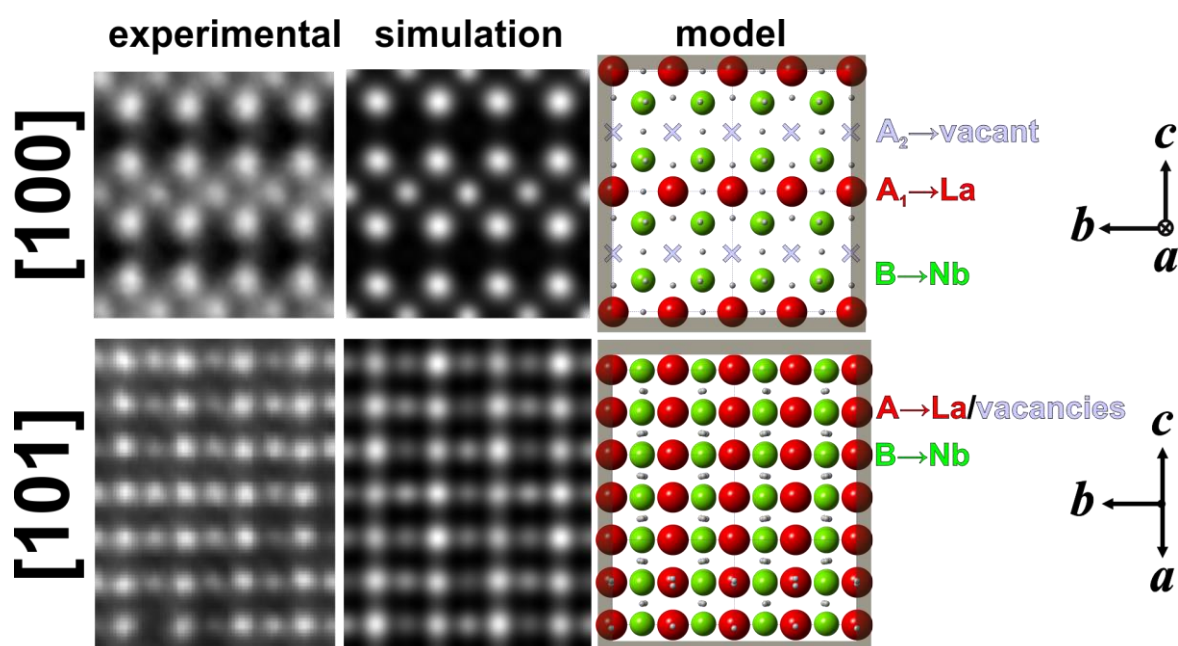 experimental simulation model
[100]
A₂→vacant
A₁→La
B→Nb
c
b
a
[101]
A→La/vacancies
B→Nb
c
b
a